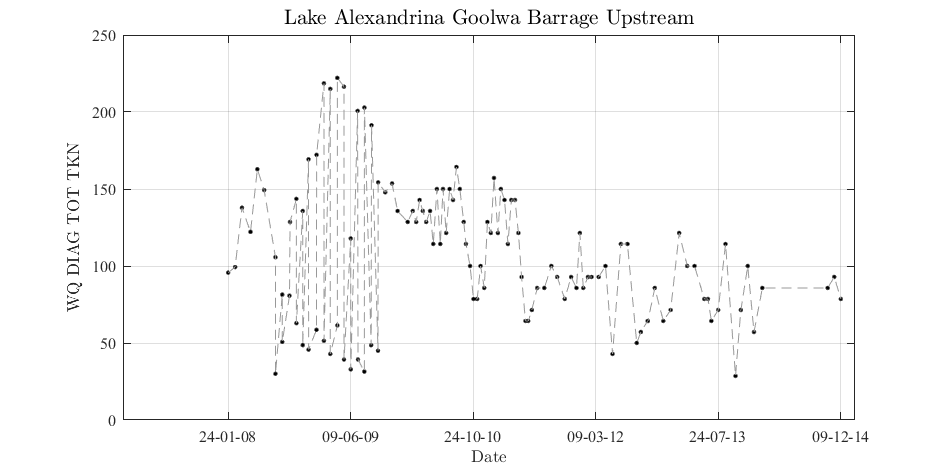 Lake Alexandrina Goolwa Barrage Upstream
WQ DIAG TOT TKN
250
200
150
100
50
0
24-01-08 09-06-09 24-10-10 09-03-12 24-07-13 09-12-14
Date